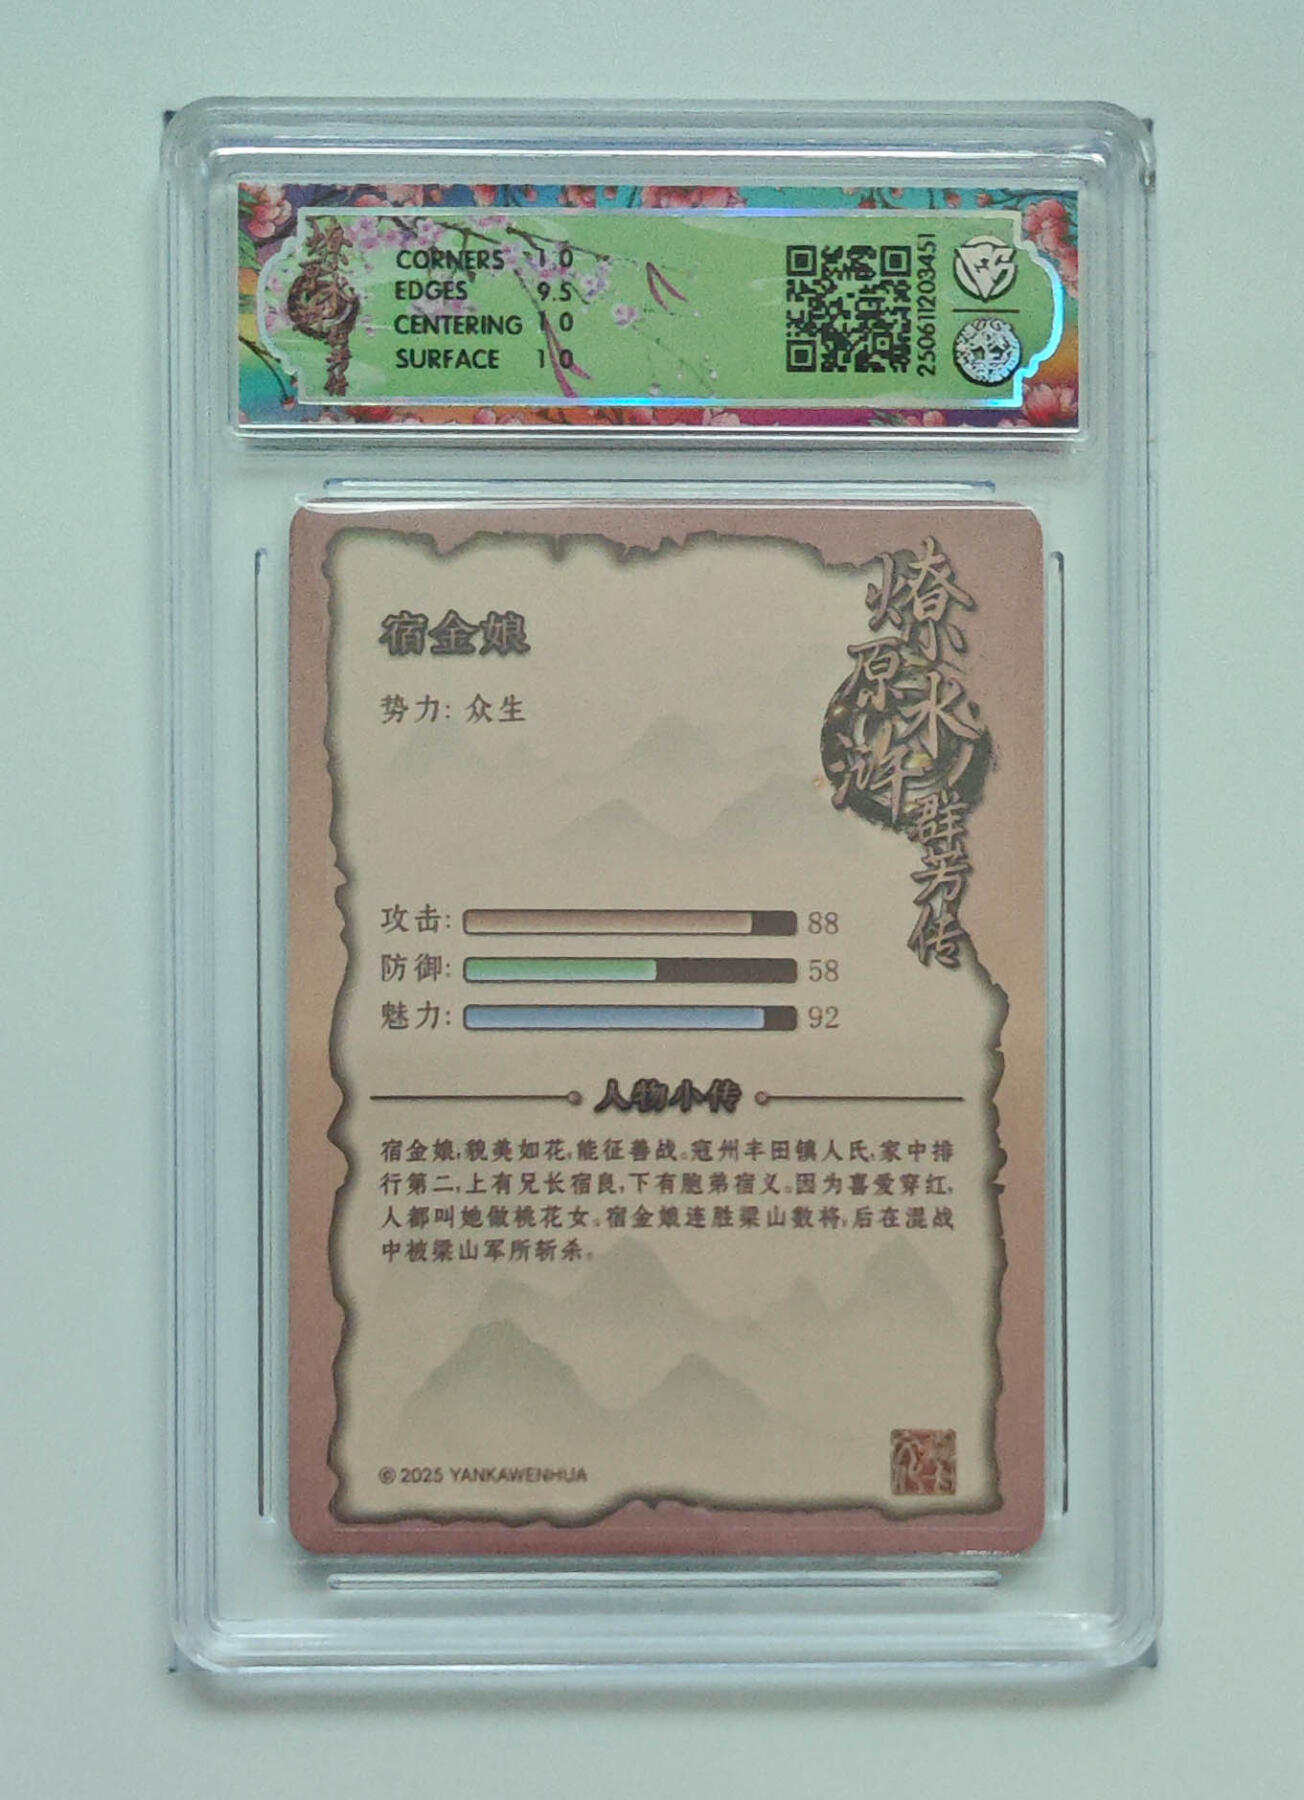 燎原水浒群芳传
CORNERS 10
EDGES 9.5
CENTERING 10
SURFACE 10
250611203451
燎原水浒
群芳传
宿金娘
势力: 众生
攻击: 88
防御: 58
魅力: 92
人物小传
宿金娘,貌美如花,能征善战。寇州丰田镇人氏,家中排
行第二,上有兄长宿良,下有胞弟宿义。因为喜爱穿红,
人都叫她做桃花女。宿金娘连胜梁山数将,后在混战
中被梁山军所斩杀。
© 2025 YANKAWENHUA